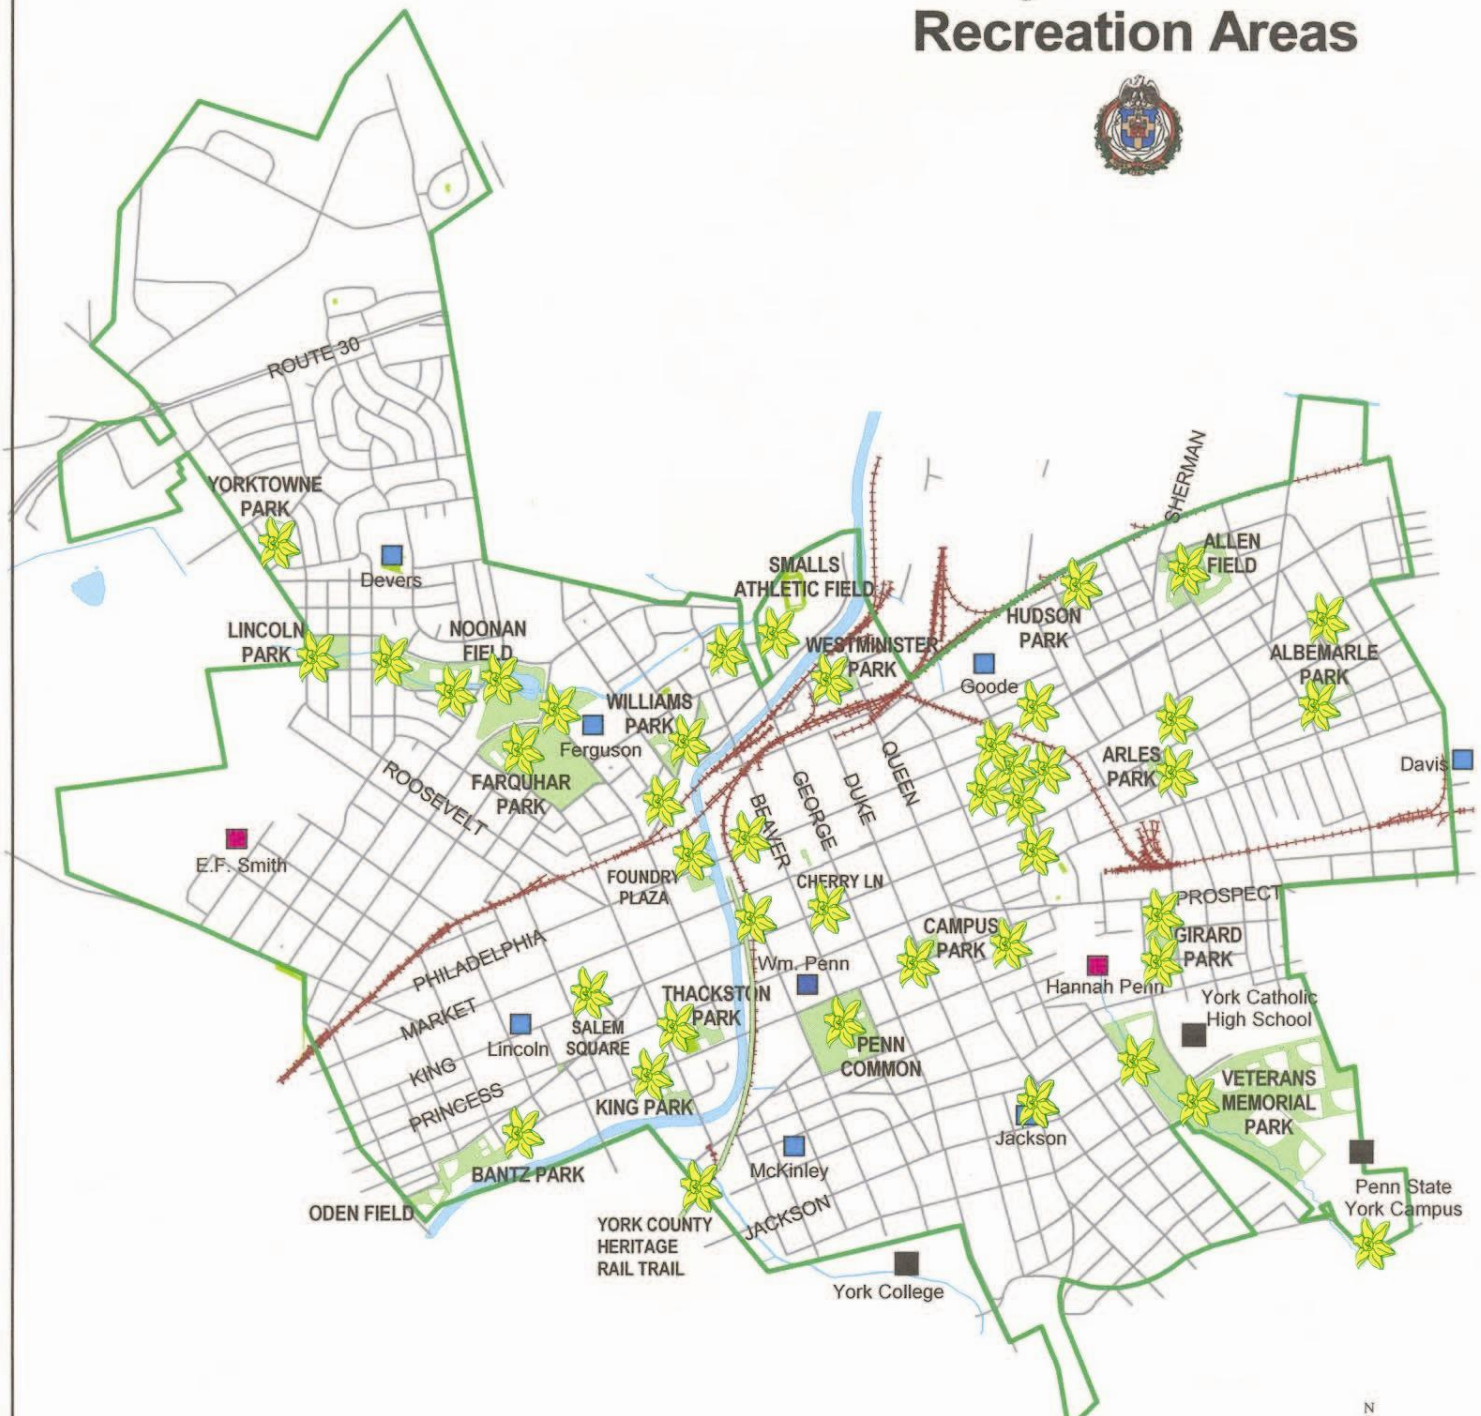 Recreation Areas
ROUTE 30
YORKTOWNE
PARK
Devers
SHERMAN
ALLEN
FIELD
SMALLS
ATHLETIC FIELD
LINCOLN
PARK
NOONAN
FIELD
HUDSON
PARK
WESTMINISTER
PARK
ALBEMARLE
PARK
Goode
WILLIAMS
PARK
Ferguson
FARQUHAR
PARK
ROOSEVELT
QUEEN
DUKE
GEORGE
BEAVER
ARLES
PARK
Davis
E.F. Smith
FOUNDRY
PLAZA
CHERRY LN
PROSPECT
CAMPUS
PARK
GIRARD
PARK
PHILADELPHIA
Wm. Penn
Hannah Penn
York Catholic
High School
MARKET
THACKSTON
PARK
SALEM
SQUARE
Lincoln
KING
PENN
COMMON
PRINCESS
KING PARK
VETERANS
MEMORIAL
PARK
Jackson
BANTZ PARK
McKinley
Penn State
York Campus
ODEN FIELD
JACKSON
YORK COUNTY
HERITAGE
RAIL TRAIL
York College
N